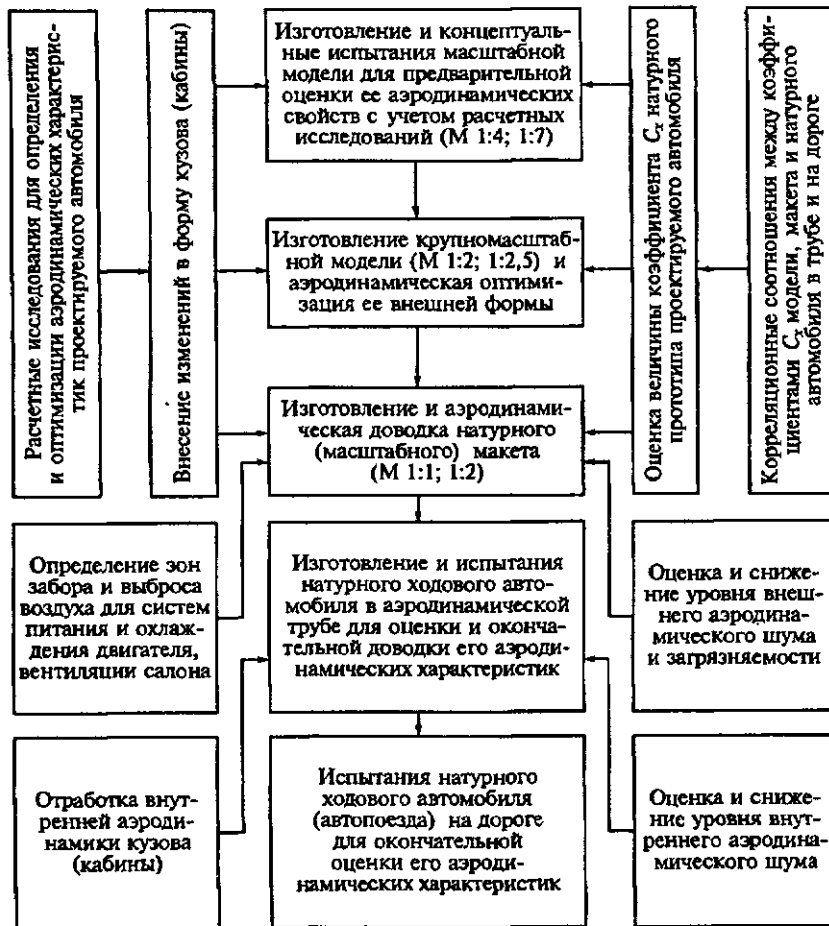 Расчетные исследования для определения
и оптимизации аэродинамических характерис-
тик проектируемого автомобиля
Внесение изменений в форму кузова (кабины)
Изготовление и концептуаль-
ные испытания масштабной
модели для предварительной
оценки ее аэродинамических
свойств с учетом расчетных
исследований (М 1:4; 1:7)
Изготовление крупномасштаб-
ной модели (М 1:2; 1:2,5) и
аэродинамическая оптими-
зация ее внешней формы
Изготовление и аэродинами-
ческая доводка натурного
(масштабного) макета
(М 1:1; 1:2)
Оценка величины коэффициента Cx натурного
прототипа проектируемого автомобиля
Корреляционные соотношения между коэффи-
циентами Cx модели, макета и натурного
автомобиля в трубе и на дороге
Определение зон
забора и выброса
воздуха для систем
питания и охлаж-
дения двигателя,
вентиляции салона
Изготовление и испытания
натурного ходового авто-
мобиля в аэродинамической
трубе для оценки и оконча-
тельной доводки его аэроди-
намических характеристик
Оценка и сниже-
ние уровня внеш-
него аэродина-
мического шума
и загрязняемости
Отработка внут-
ренней аэроди-
намики кузова
(кабины)
Испытания натурного
ходового автомобиля
(автопоезда) на дороге
для окончательной
оценки его аэроди-
намических характеристик
Оценка и сниже-
ние уровня внут-
реннего аэродина-
мического шума